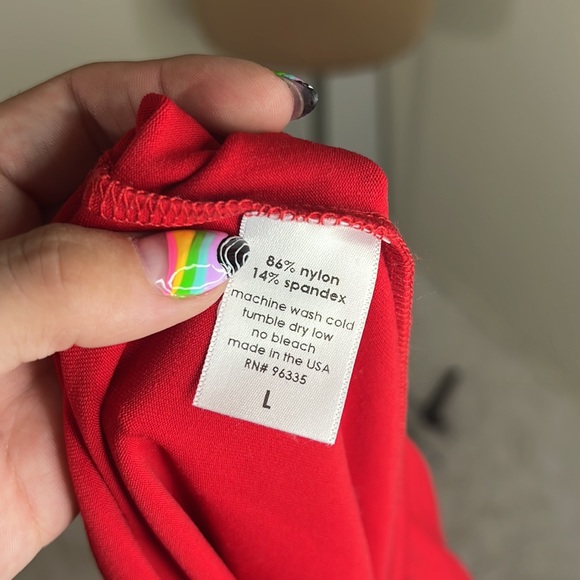 86% nylon
14% spandex
machine wash cold
tumble dry low
no bleach
made in the USA
RN# 96335
L